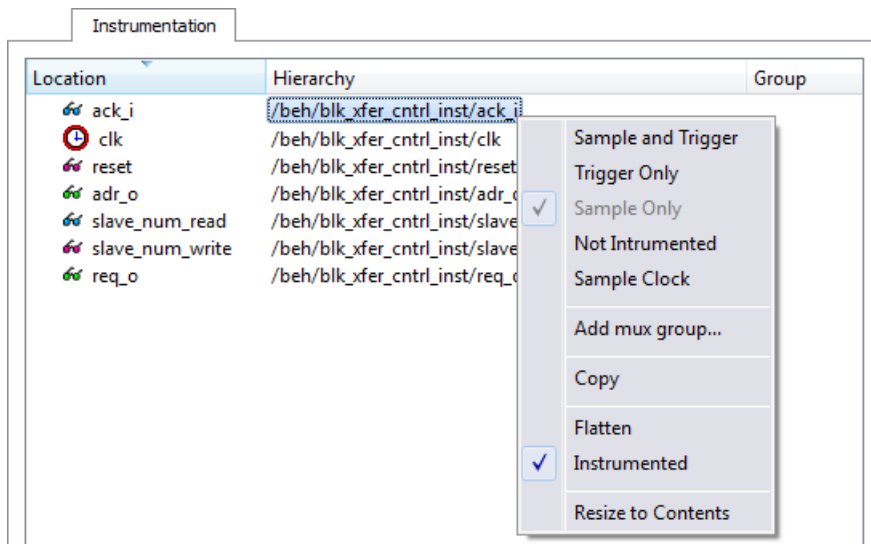 Instrumentation
Location Hierarchy Group
ack_i /beh/blk_xfer_cntrl_inst/ack_i
clk /beh/blk_xfer_cntrl_inst/clk
reset /beh/blk_xfer_cntrl_inst/reset
adr_o /beh/blk_xfer_cntrl_inst/adr_o
slave_num_read /beh/blk_xfer_cntrl_inst/slave
slave_num_write /beh/blk_xfer_cntrl_inst/slave
req_o /beh/blk_xfer_cntrl_inst/req_o
Sample and Trigger
Trigger Only
Sample Only
Not Intrumented
Sample Clock
Add mux group...
Copy
Flatten
Instrumented
Resize to Contents